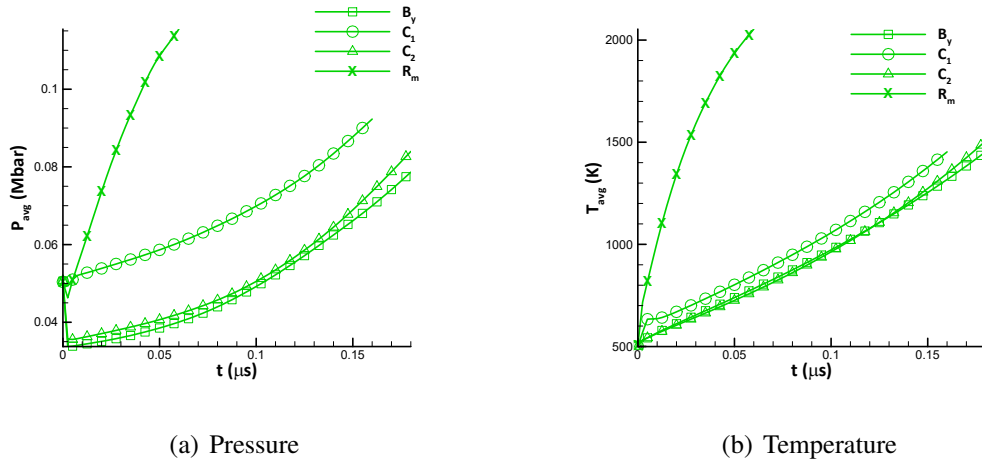 B_y
C_1
C_2
R_m
0.1
0.08
0.06
0.04
P_avg (Mbar)
0
0.05
0.1
0.15
t (μs)
(a) Pressure
B_y
C_1
C_2
R_m
2000
1500
1000
500
T_avg (K)
0
0.05
0.1
0.15
t (μs)
(b) Temperature